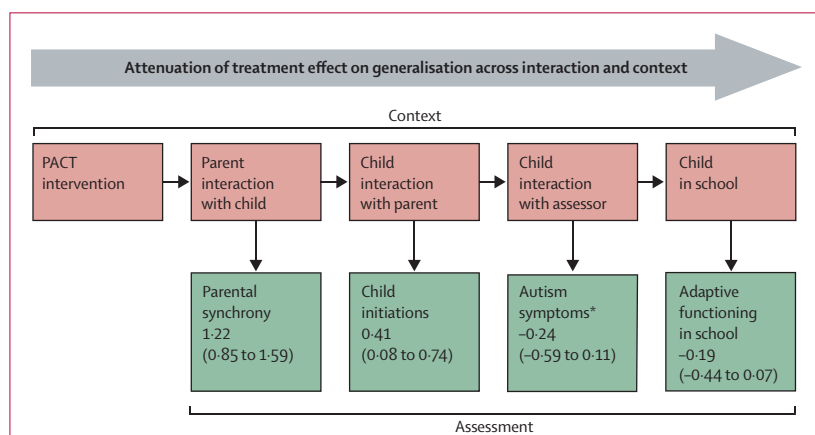 Attenuation of treatment effect on generalisation across interaction and context
Context
PACT
intervention
Parent
interaction
with child
Child
interaction
with parent
Child
interaction
with assessor
Child
in school
Parental
synchrony
1·22
(0·85 to 1·59)
Child
initiations
0·41
(0·08 to 0·74)
Autism
symptoms*
–0·24
(–0·59 to 0·11)
Adaptive
functioning
in school
–0·19
(–0·44 to 0·07)
Assessment